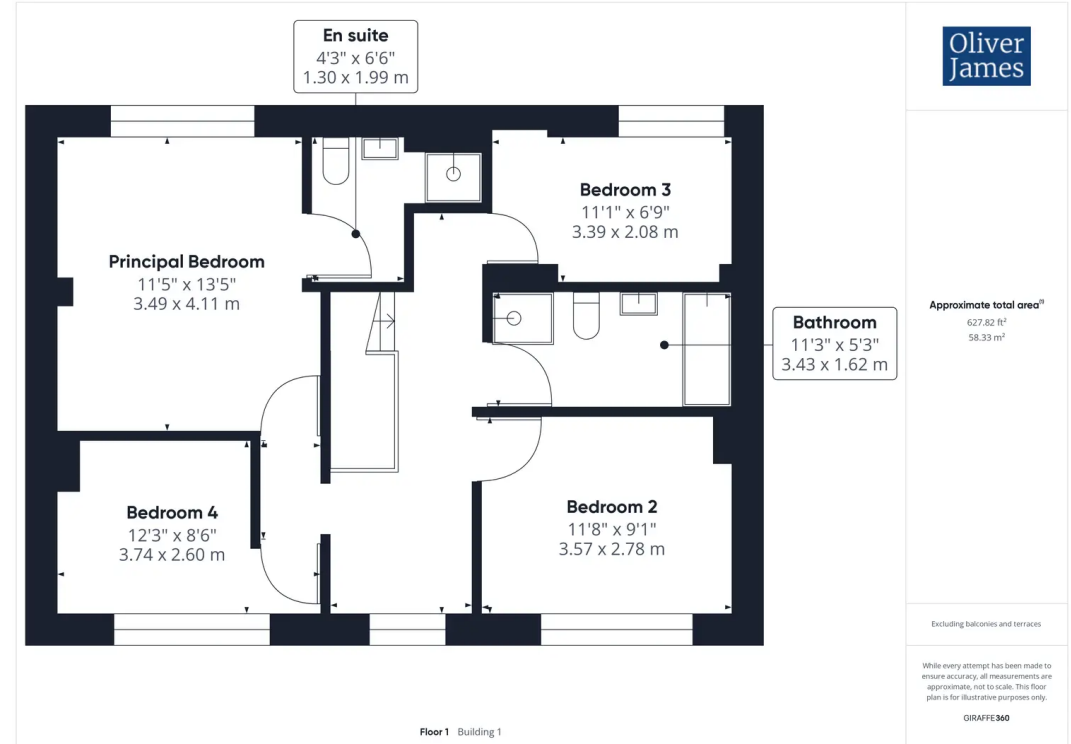 En suite
4'3" x 6'6"
1.30 x 1.99 m
Oliver
James
Bedroom 3
11'1" x 6'9"
3.39 x 2.08 m
Principal Bedroom
11'5" x 13'5"
3.49 x 4.11 m
Bathroom
11'3" x 5'3"
3.43 x 1.62 m
Approximate total area⁽¹⁾
627.82 ft²
58.33 m²
Bedroom 4
12'3" x 8'6"
3.74 x 2.60 m
Bedroom 2
11'8" x 9'1"
3.57 x 2.78 m
Excluding balconies and terraces
While every attempt has been made to
ensure accuracy, all measurements are
approximate, not to scale. This floor
plan is for illustrative purposes only.
GIRAFFE360
Floor 1 Building 1